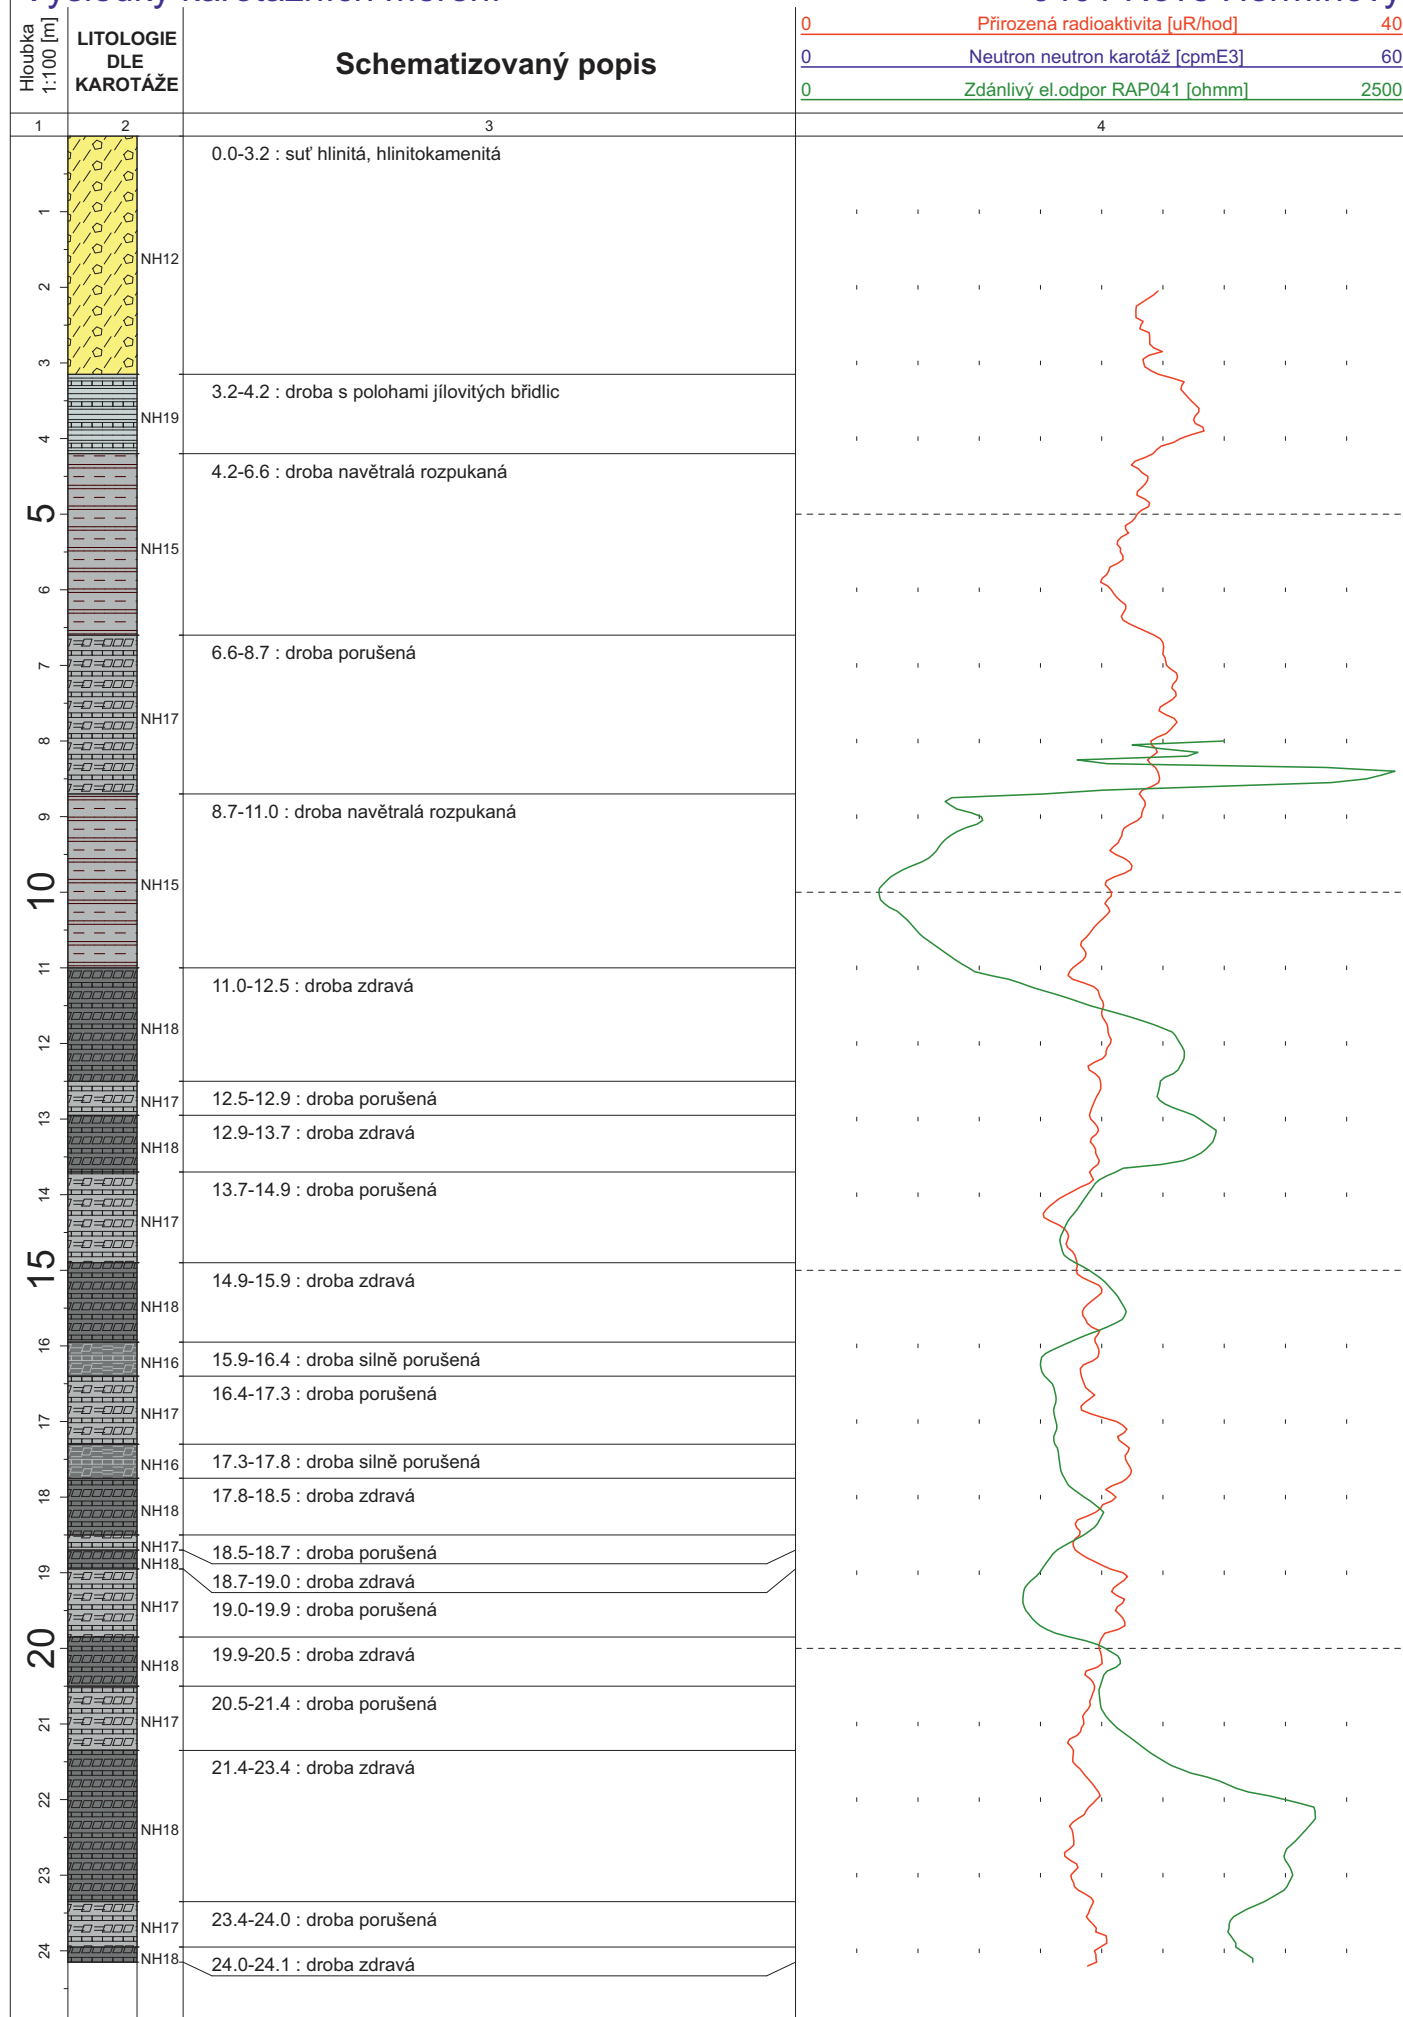 Výsledky karotážních měření
Nové Heřminovy
Hloubka
1:100 [m]
LITOLOGIE
DLE
KAROTÁŽE
Schematizovaný popis
0 Přirozená radioaktivita [uR/hod] 40
0 Neutron neutron karotáž [cpmE3] 60
0 Zdánlivý el.odpor RAP041 [ohmm] 2500
1 2 3 4
0.0-3.2 : suť hlinitá, hlinitokamenitá
1
NH12
2
3
3.2-4.2 : droba s polohami jílovitých břidlic
NH19
4
4.2-6.6 : droba navětralá rozpukaná
5
NH15
6
6.6-8.7 : droba porušená
7
NH17
8
8.7-11.0 : droba navětralá rozpukaná
9
NH15
10
11
11.0-12.5 : droba zdravá
NH18
12
NH17 12.5-12.9 : droba porušená
13
12.9-13.7 : droba zdravá
NH18
13.7-14.9 : droba porušená
14
NH17
15
14.9-15.9 : droba zdravá
NH18
16
NH16 15.9-16.4 : droba silně porušená
16.4-17.3 : droba porušená
NH17
17
NH16 17.3-17.8 : droba silně porušená
17.8-18.5 : droba zdravá
18
NH18
NH17 18.5-18.7 : droba porušená
NH18
19
18.7-19.0 : droba zdravá
NH17 19.0-19.9 : droba porušená
20
19.9-20.5 : droba zdravá
NH18
20.5-21.4 : droba porušená
21
NH17
21.4-23.4 : droba zdravá
22
NH18
23
23.4-24.0 : droba porušená
NH17
24
NH18 24.0-24.1 : droba zdravá